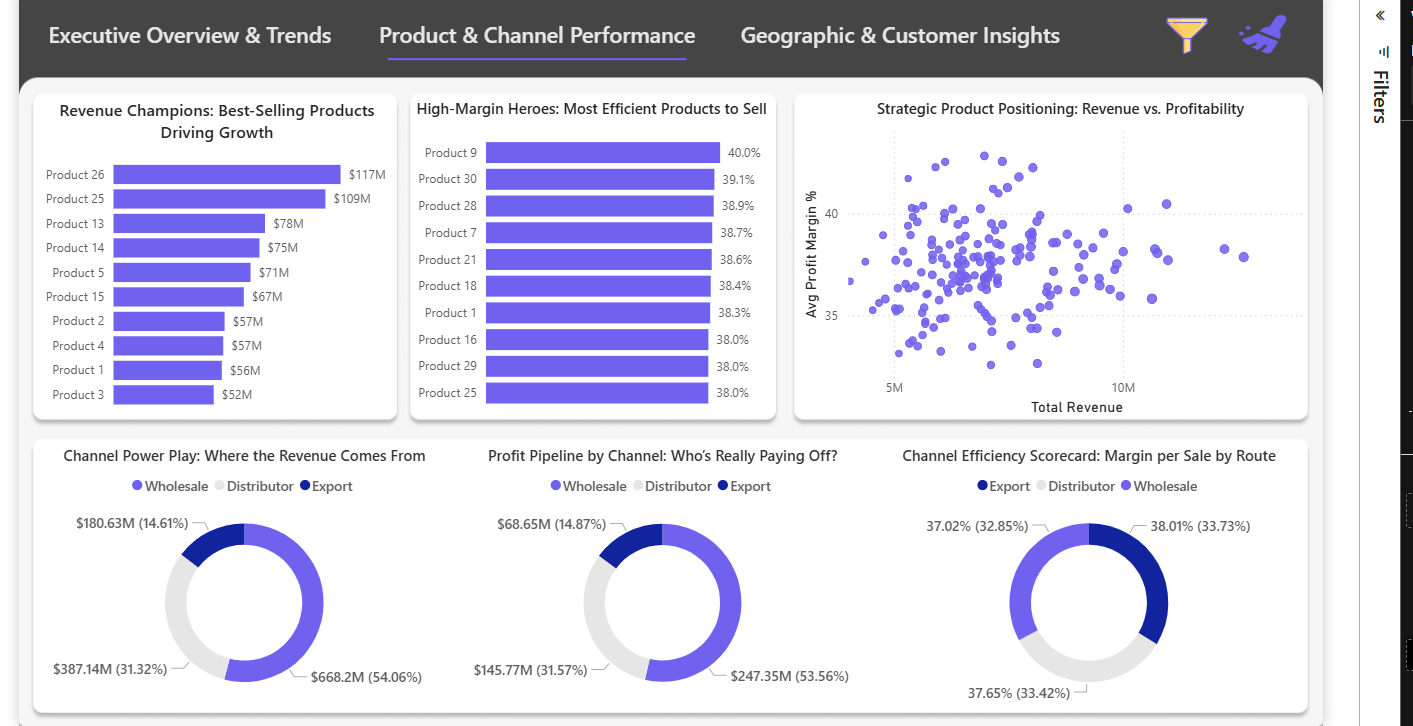 Executive Overview & Trends
Product & Channel Performance
Geographic & Customer Insights
Filters
Revenue Champions: Best-Selling Products
Driving Growth
Product 26 $117M
Product 25 $109M
Product 13 $78M
Product 14 $75M
Product 5 $71M
Product 15 $67M
Product 2 $57M
Product 4 $57M
Product 1 $56M
Product 3 $52M
High-Margin Heroes: Most Efficient Products to Sell
Product 9 40.0%
Product 30 39.1%
Product 28 38.9%
Product 7 38.7%
Product 21 38.6%
Product 18 38.4%
Product 1 38.3%
Product 16 38.0%
Product 29 38.0%
Product 25 38.0%
Strategic Product Positioning: Revenue vs. Profitability
Avg Profit Margin %
40
35
5M 10M
Total Revenue
Channel Power Play: Where the Revenue Comes From
Wholesale Distributor Export
$180.63M (14.61%)
$387.14M (31.32%)
$668.2M (54.06%)
Profit Pipeline by Channel: Who's Really Paying Off?
Wholesale Distributor Export
$68.65M (14.87%)
$145.77M (31.57%)
$247.35M (53.56%)
Channel Efficiency Scorecard: Margin per Sale by Route
Export Distributor Wholesale
37.02% (32.85%)
38.01% (33.73%)
37.65% (33.42%)